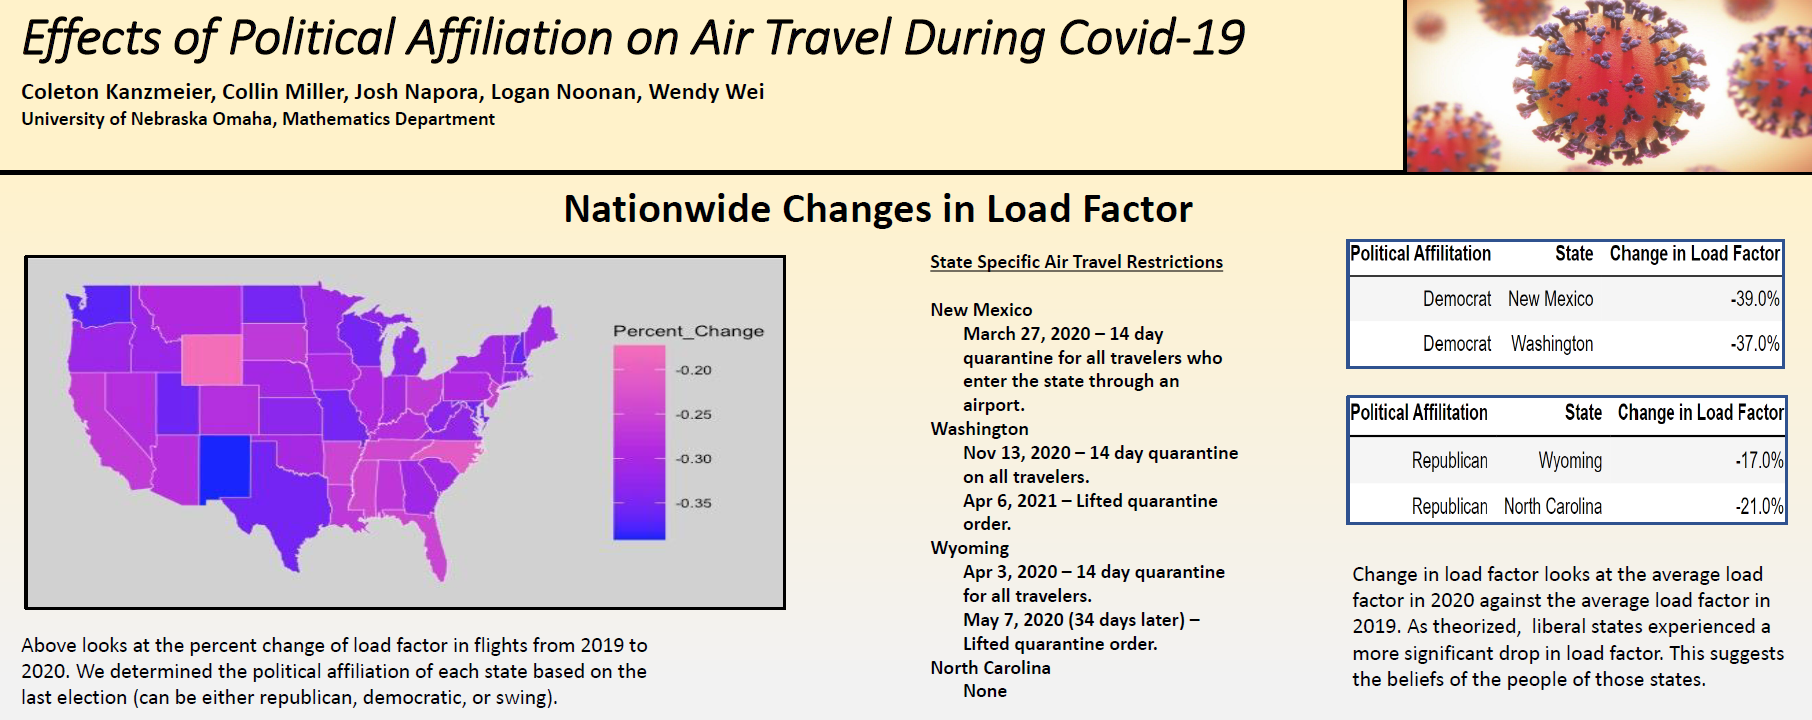 Effects of Political Affiliation on Air Travel During Covid-19
Coleton Kanzmeier, Collin Miller, Josh Napora, Logan Noonan, Wendy Wei
University of Nebraska Omaha, Mathematics Department
Nationwide Changes in Load Factor
Percent_Change
-0.20
-0.25
-0.30
-0.35
Above looks at the percent change of load factor in flights from 2019 to
2020. We determined the political affiliation of each state based on the
last election (can be either republican, democratic, or swing).
State Specific Air Travel Restrictions
New Mexico
March 27, 2020 – 14 day
quarantine for all travelers who
enter the state through an
airport.
Washington
Nov 13, 2020 – 14 day quarantine
on all travelers.
Apr 6, 2021 – Lifted quarantine
order.
Wyoming
Apr 3, 2020 – 14 day quarantine
for all travelers.
May 7, 2020 (34 days later) –
Lifted quarantine order.
North Carolina
None
Political Affilitation State Change in Load Factor
Democrat New Mexico -39.0%
Democrat Washington -37.0%
Political Affilitation State Change in Load Factor
Republican Wyoming -17.0%
Republican North Carolina -21.0%
Change in load factor looks at the average load
factor in 2020 against the average load factor in
2019. As theorized,  liberal states experienced a
more significant drop in load factor. This suggests
the beliefs of the people of those states.